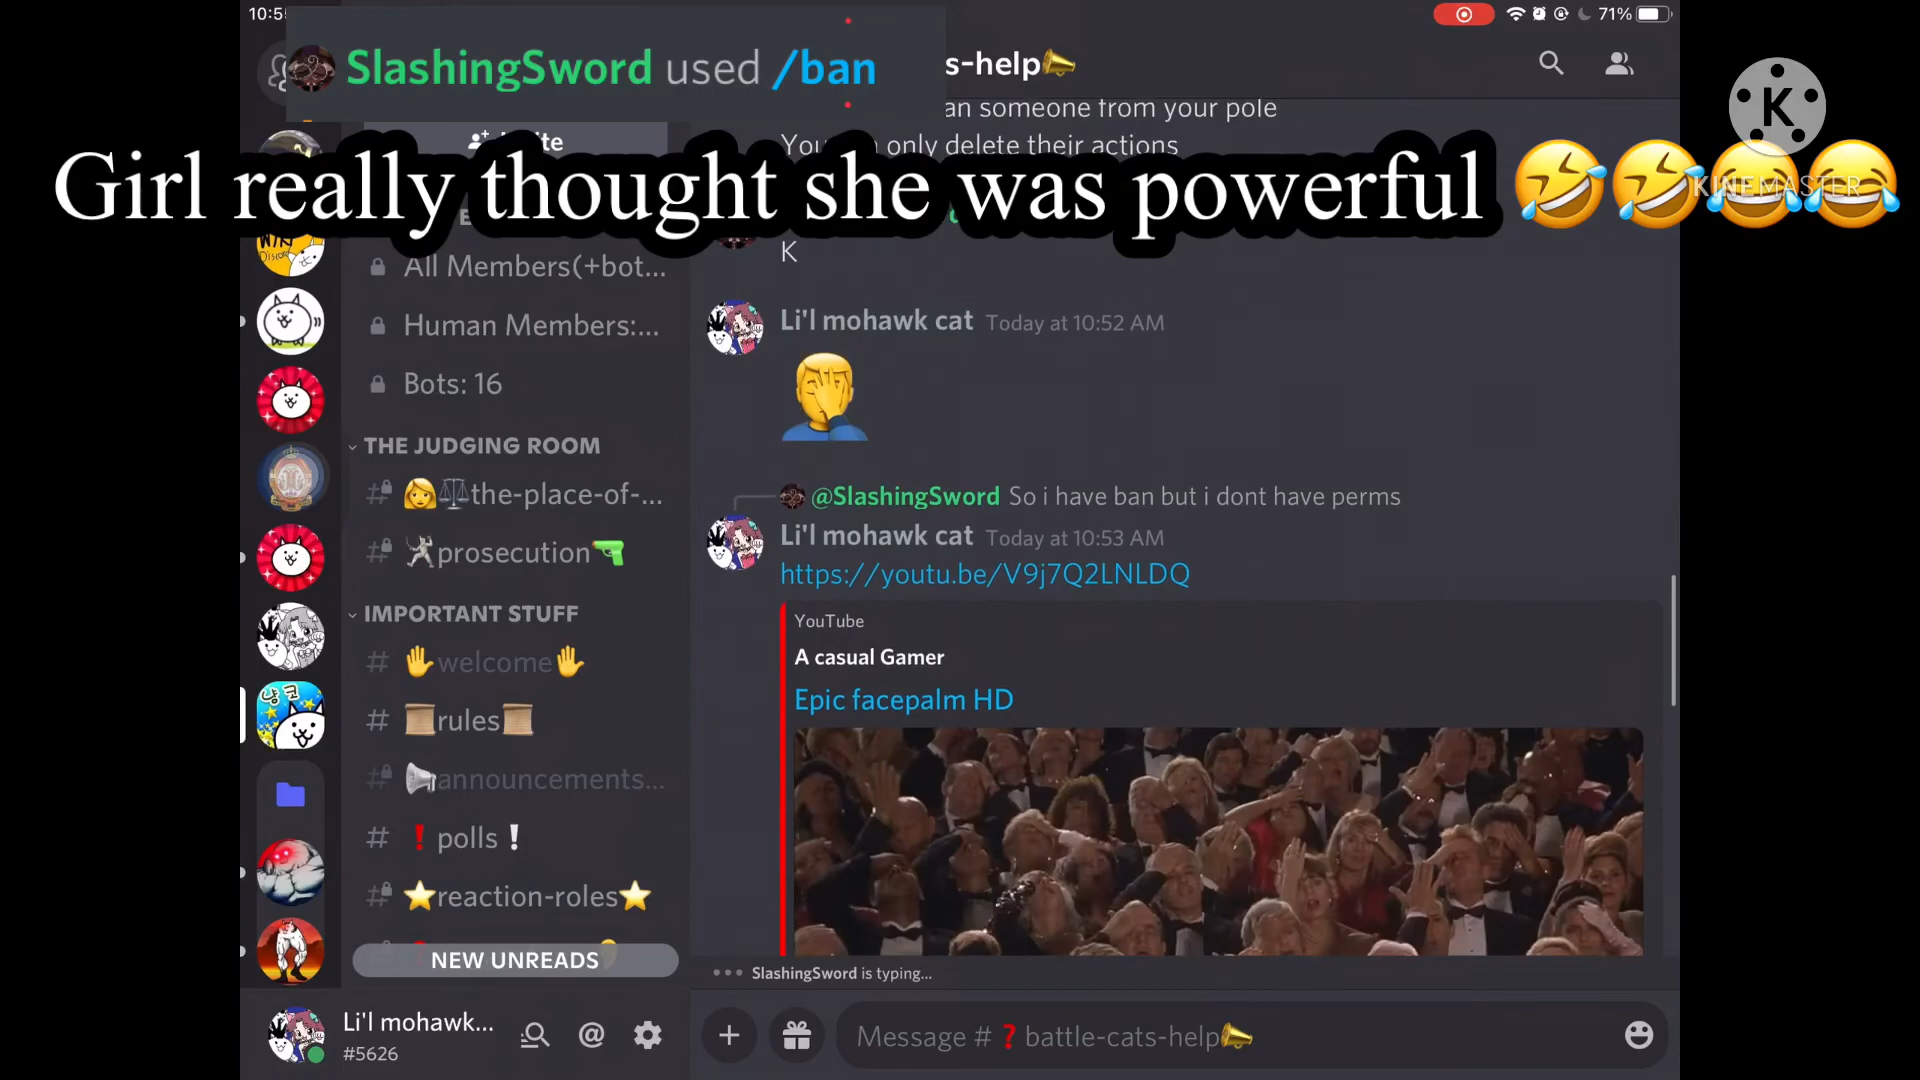 10:5
71%
SlashingSword used /ban
s-help
an someone from your pole
only delete their actions
Girl really thought she was powerful 🤣🤣😂😂
KINEMASTER
K
K
All Members(+bot...
Human Members:...
Bots: 16
THE JUDGING ROOM
the-place-of-...
prosecution
IMPORTANT STUFF
welcome
rules
announcements...
polls
reaction-roles
NEW UNREADS
Li'l mohawk...
#5626
냥코
Li'l mohawk cat Today at 10:52 AM
@SlashingSword So i have ban but i dont have perms
Li'l mohawk cat Today at 10:53 AM
https://youtu.be/V9j7Q2LNLDQ
YouTube
A casual Gamer
Epic facepalm HD
SlashingSword is typing...
Message # ❓ battle-cats-help